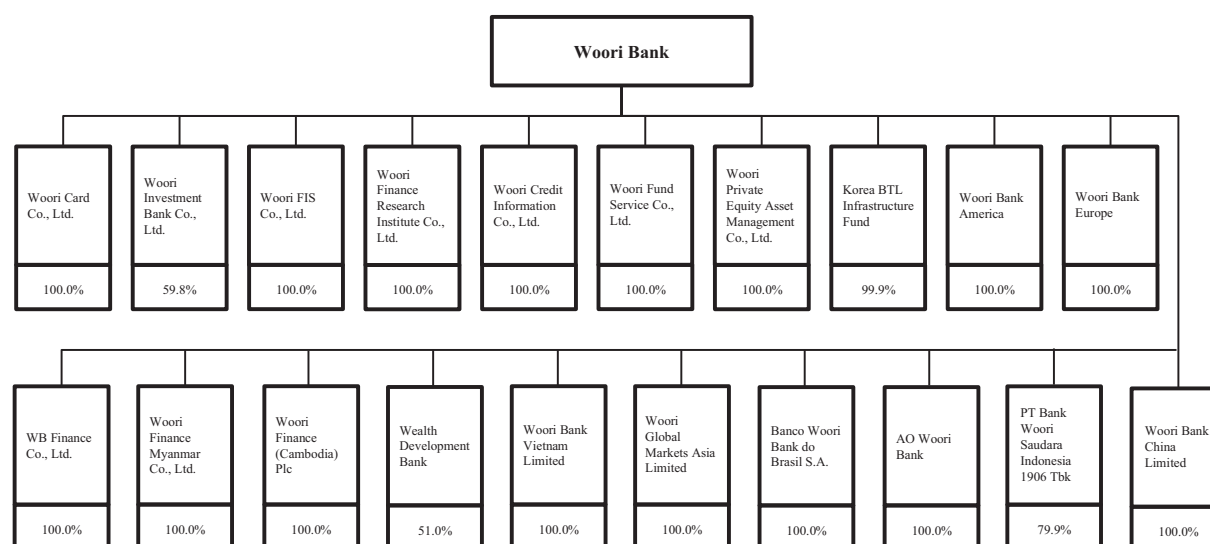 Woori Bank
Woori Card
Co., Ltd.
100.0%
Woori
Investment
Bank Co.,
Ltd.
59.8%
Woori FIS
Co., Ltd.
100.0%
Woori
Finance
Research
Institute Co.,
Ltd.
100.0%
Woori Credit
Information
Co., Ltd.
100.0%
Woori Fund
Service Co.,
Ltd.
100.0%
Woori
Private
Equity Asset
Management
Co., Ltd.
100.0%
Korea BTL
Infrastructure
Fund
99.9%
Woori Bank
America
100.0%
Woori Bank
Europe
100.0%
WB Finance
Co., Ltd.
100.0%
Woori
Finance
Myanmar
Co., Ltd.
100.0%
Woori
Finance
(Cambodia)
Plc
100.0%
Wealth
Development
Bank
51.0%
Woori Bank
Vietnam
Limited
100.0%
Woori
Global
Markets Asia
Limited
100.0%
Banco Woori
Bank do
Brasil S.A.
100.0%
AO Woori
Bank
100.0%
PT Bank
Woori
Saudara
Indonesia
1906 Tbk
79.9%
Woori Bank
China
Limited
100.0%